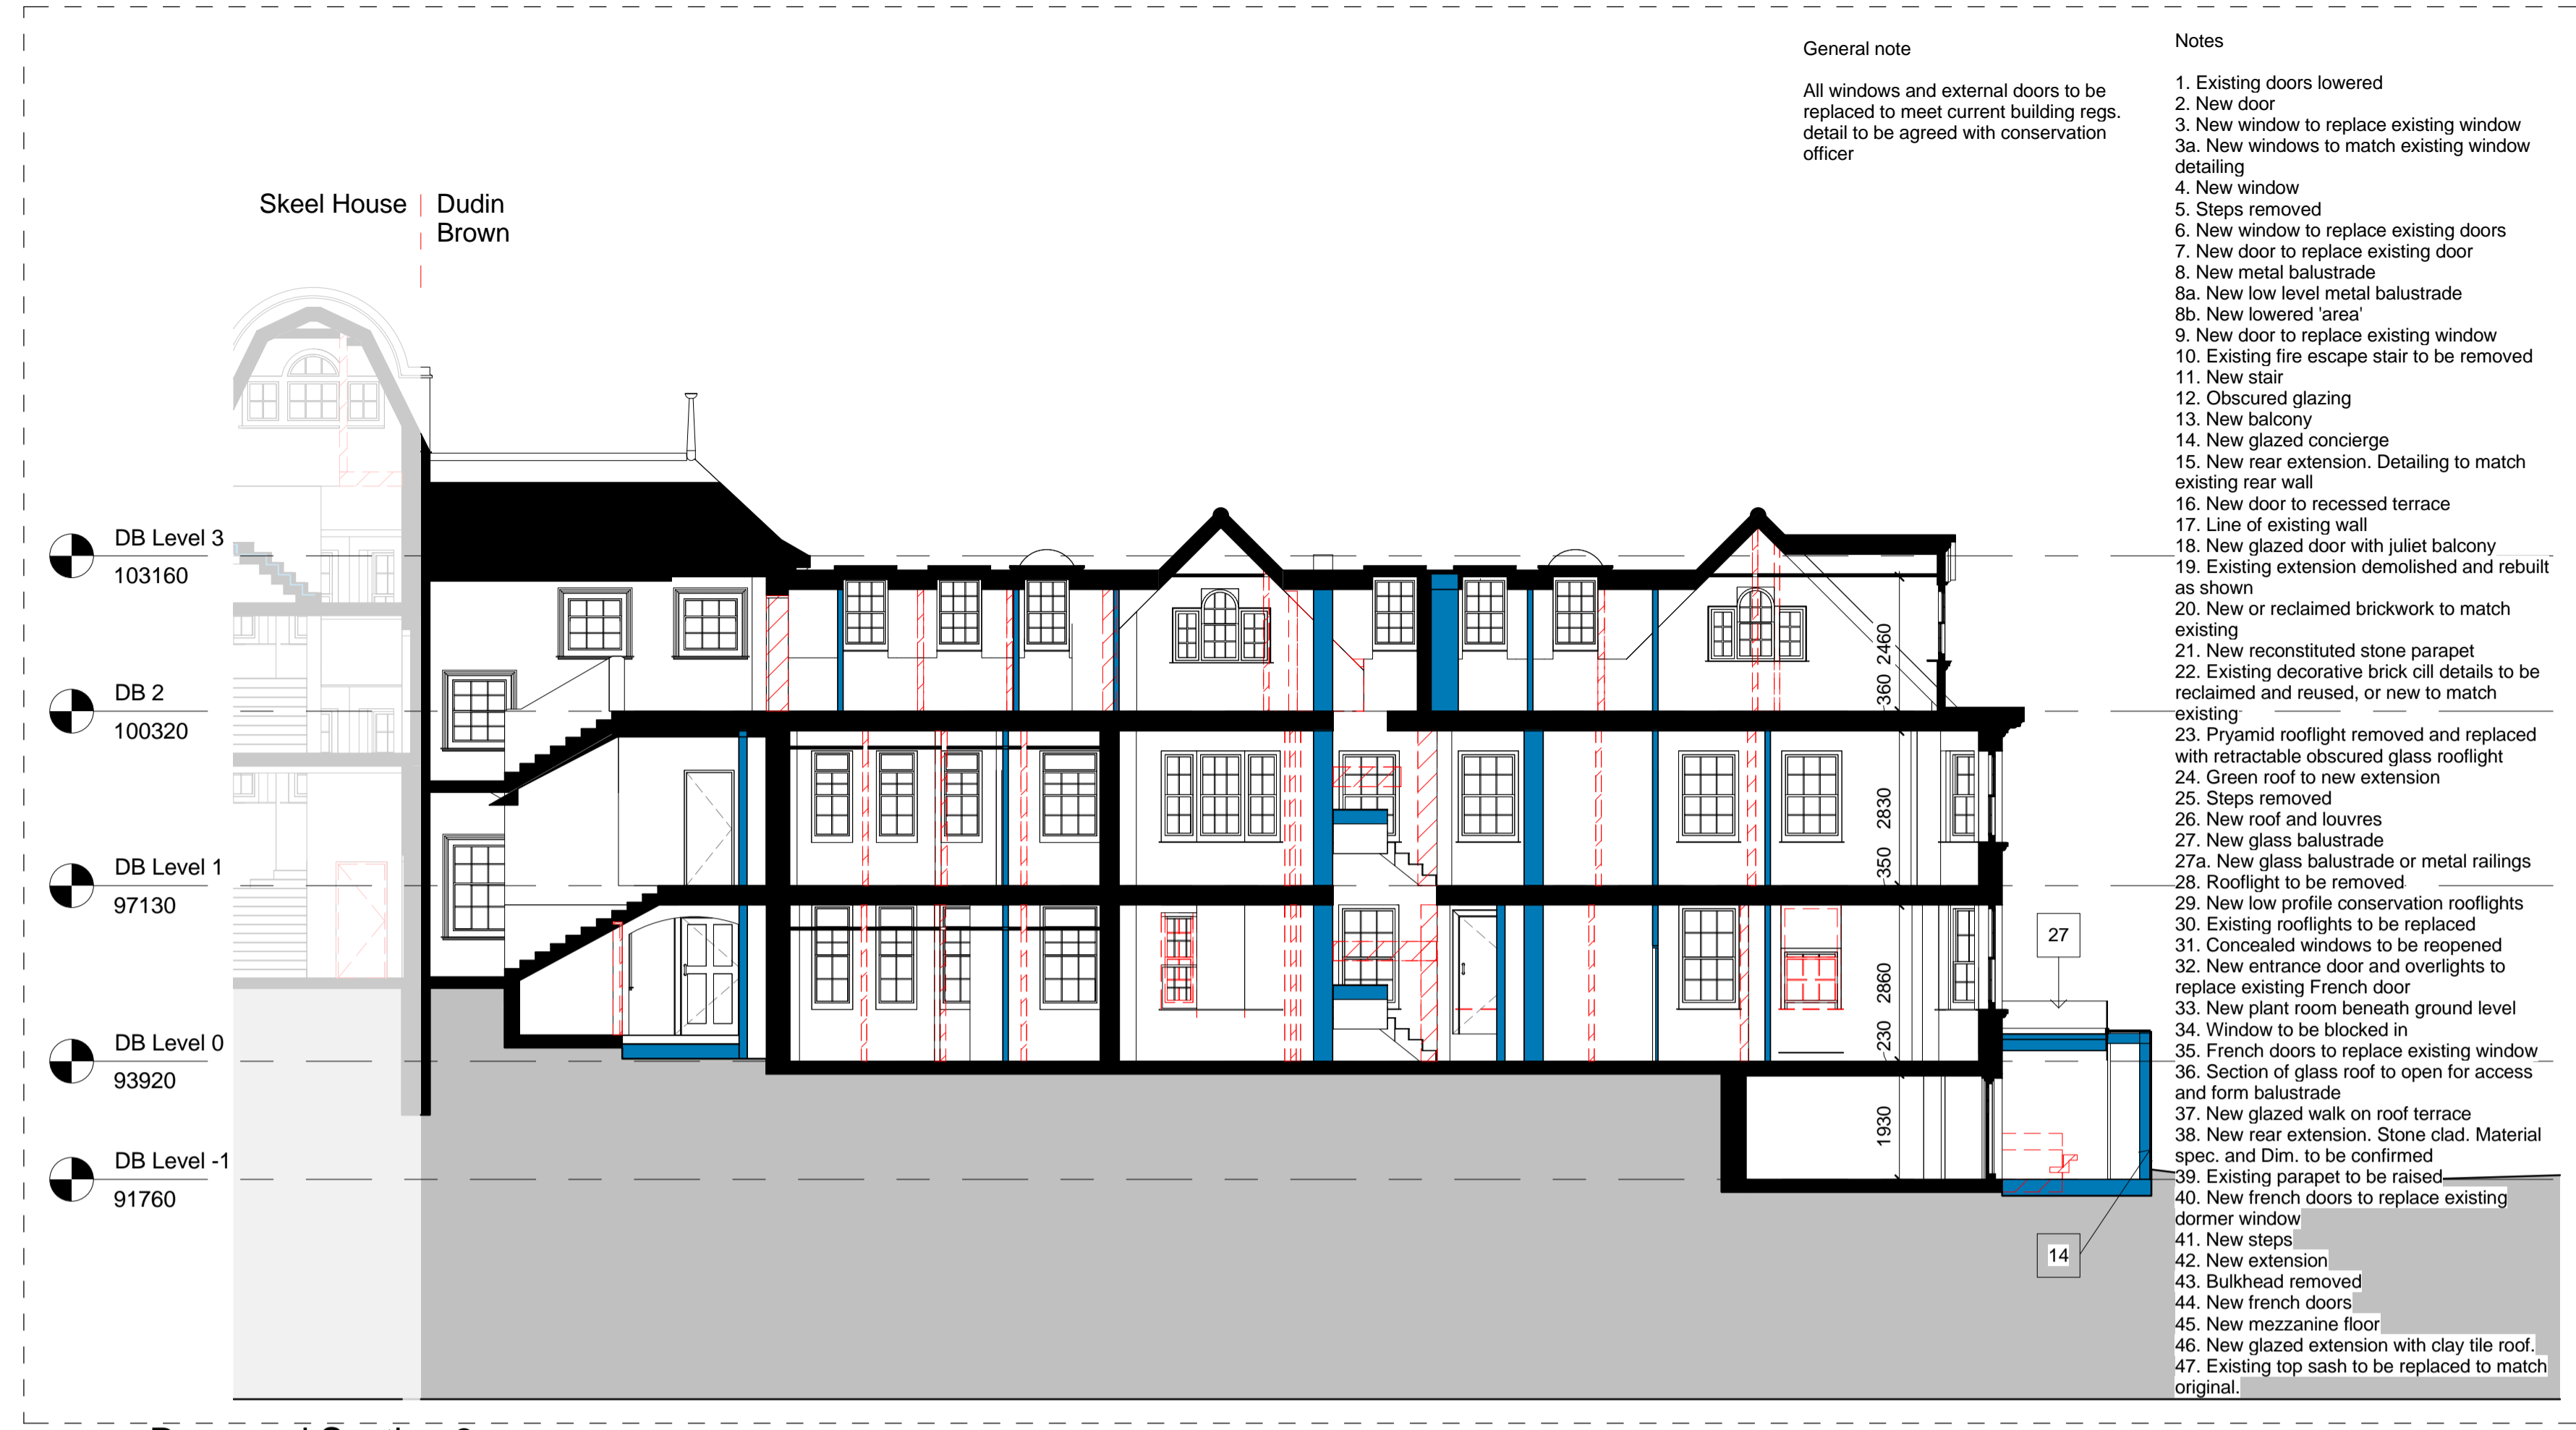 General note
All windows and external doors to be
replaced to meet current building regs.
detail to be agreed with conservation
officer
Notes
1. Existing doors lowered
2. New door
3. New window to replace existing window
3a. New windows to match existing window
detailing
4. New window
5. Steps removed
6. New window to replace existing doors
7. New door to replace existing door
8. New metal balustrade
8a. New low level metal balustrade
8b. New lowered 'area'
9. New door to replace existing window
10. Existing fire escape stair to be removed
11. New stair
12. Obscured glazing
13. New balcony
14. New glazed concierge
15. New rear extension. Detailing to match
existing rear wall
16. New door to recessed terrace
17. Line of existing wall
18. New glazed door with juliet balcony
19. Existing extension demolished and rebuilt
as shown
20. New or reclaimed brickwork to match
existing
21. New reconstituted stone parapet
22. Existing decorative brick cill details to be
reclaimed and reused, or new to match
existing
23. Pryamid rooflight removed and replaced
with retractable obscured glass rooflight
24. Green roof to new extension
25. Steps removed
26. New roof and louvres
27. New glass balustrade
27a. New glass balustrade or metal railings
28. Rooflight to be removed
29. New low profile conservation rooflights
30. Existing rooflights to be replaced
31. Concealed windows to be reopened
32. New entrance door and overlights to
replace existing French door
33. New plant room beneath ground level
34. Window to be blocked in
35. French doors to replace existing window
36. Section of glass roof to open for access
and form balustrade
37. New glazed walk on roof terrace
38. New rear extension. Stone clad. Material
spec. and Dim. to be confirmed
39. Existing parapet to be raised
40. New french doors to replace existing
dormer window
41. New steps
42. New extension
43. Bulkhead removed
44. New french doors
45. New mezzanine floor
46. New glazed extension with clay tile roof.
47. Existing top sash to be replaced to match
original.
Skeel House
Dudin
Brown
DB Level 3
103160
DB 2
100320
DB Level 1
97130
DB Level 0
93920
DB Level -1
91760
2460
360
2830
350
2860
230
1930
27
14